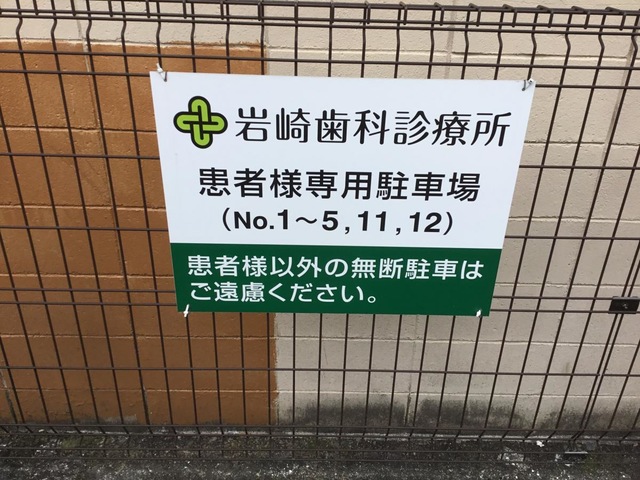 岩崎歯科診療所
患者様専用駐車場
（No.1～5,11,12）
患者様以外の無断駐車は
ご遠慮ください。